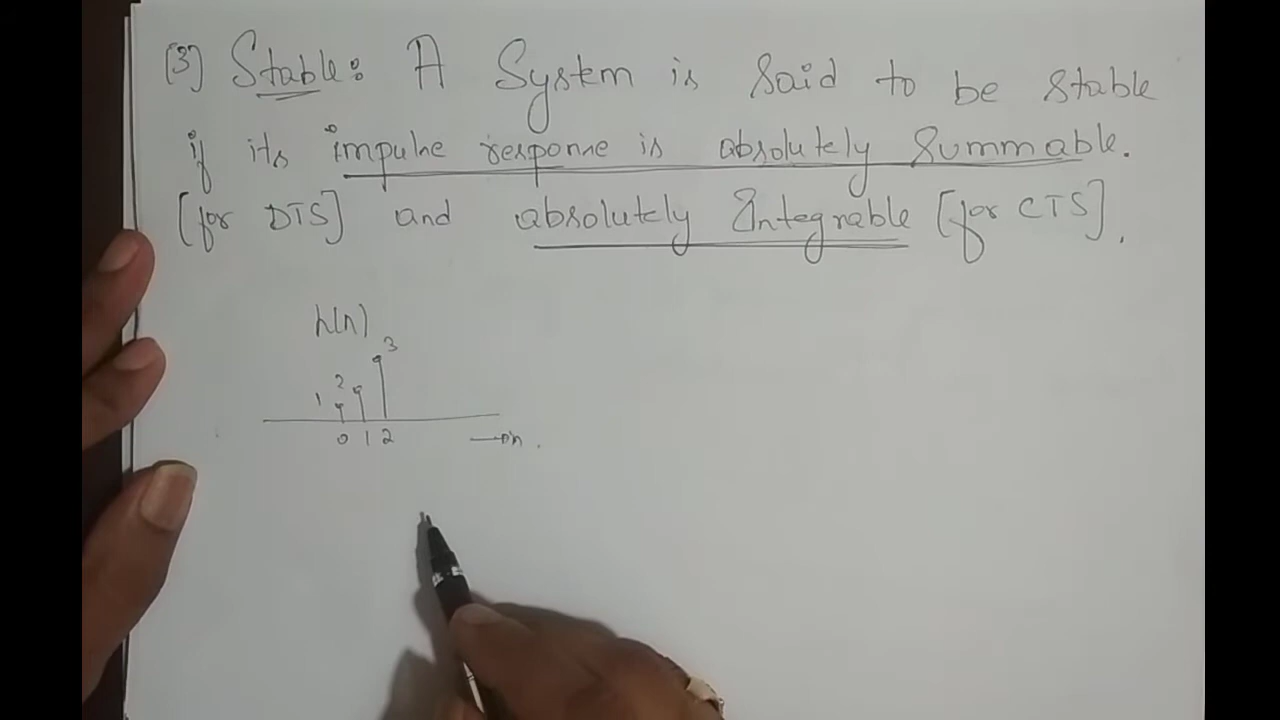 (3) Stable: A System is Said to be stable
if its impulse response is absolutely Summable.
[for DTS] and absolutely Integrable [for CTS].
h(n)
3
2
1
0 1 2 →n.